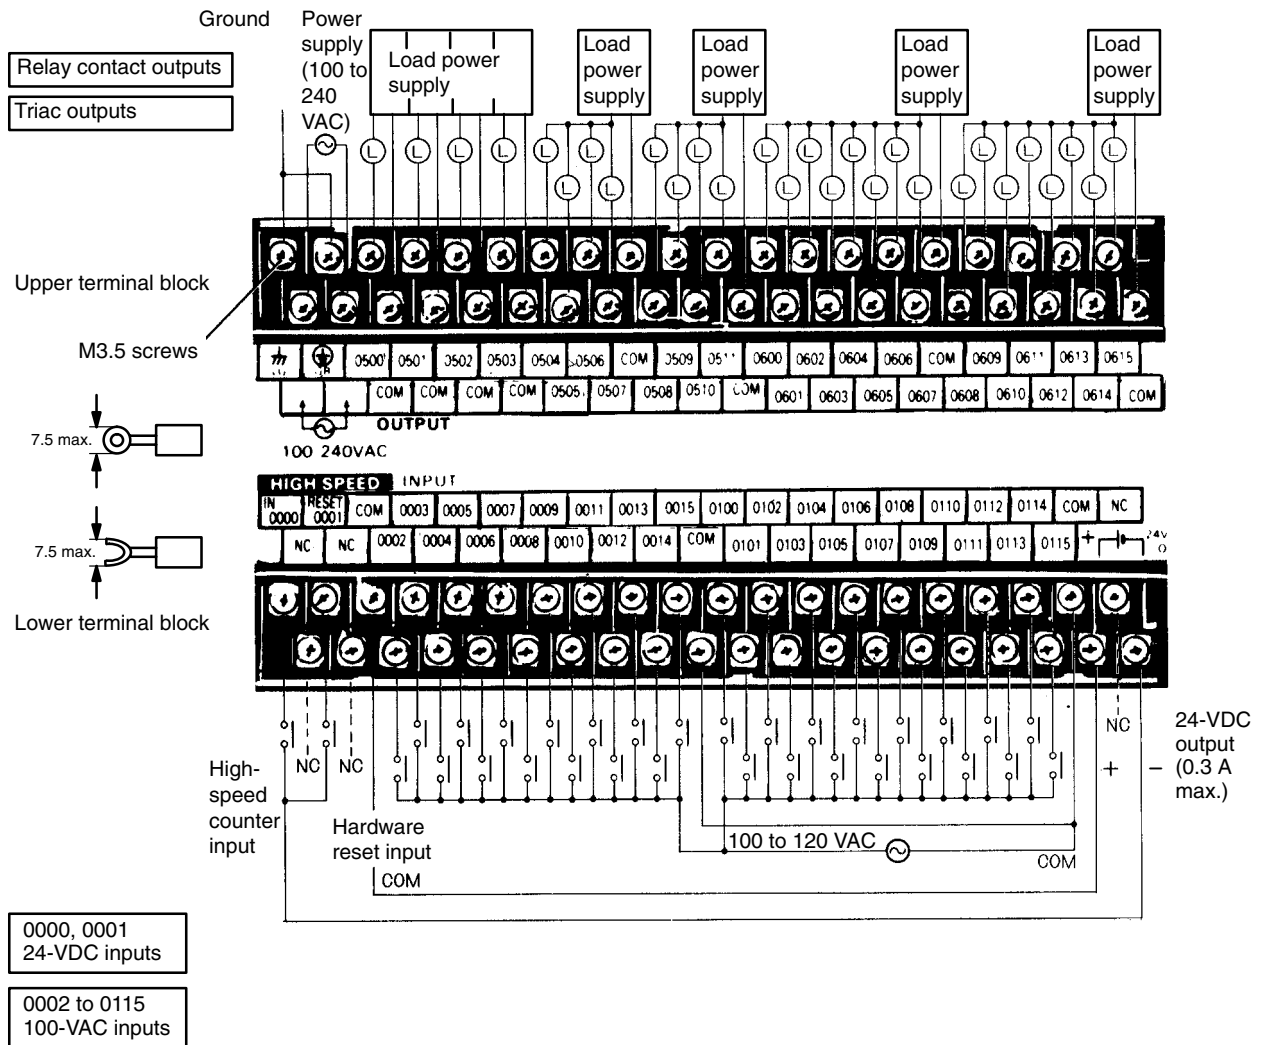 Ground
Power
supply
(100 to
240
VAC)
Load power
supply
Load
power
supply
Load
power
supply
Load
power
supply
Load
power
supply
Relay contact outputs
Triac outputs
L L L L L L L L L L L L L L L L
L L L L L L L L L L L L
Upper terminal block
M3.5 screws
0500 0501 0502 0503 0504 0506 COM 0509 0511 0600 0602 0604 0606 COM 0609 0611 0613 0615
COM COM COM COM 0505 0507 0508 0510 COM 0601 0603 0605 0607 0608 0610 0612 0614 COM
OUTPUT
100 240VAC
7.5 max.
7.5 max.
HIGH SPEED INPUT
IN 0000 RESET 0001 COM 0003 0005 0007 0009 0011 0013 0015 0100 0102 0104 0106 0108 0110 0112 0114 COM NC
NC NC 0002 0004 0006 0008 0010 0012 0014 COM 0101 0103 0105 0107 0109 0111 0113 0115 + 24V
Lower terminal block
NC NC
NC
High-
speed
counter
input
Hardware
reset input
COM
100 to 120 VAC
COM
+ −
24-VDC
output
(0.3 A
max.)
0000, 0001
24-VDC inputs
0002 to 0115
100-VAC inputs